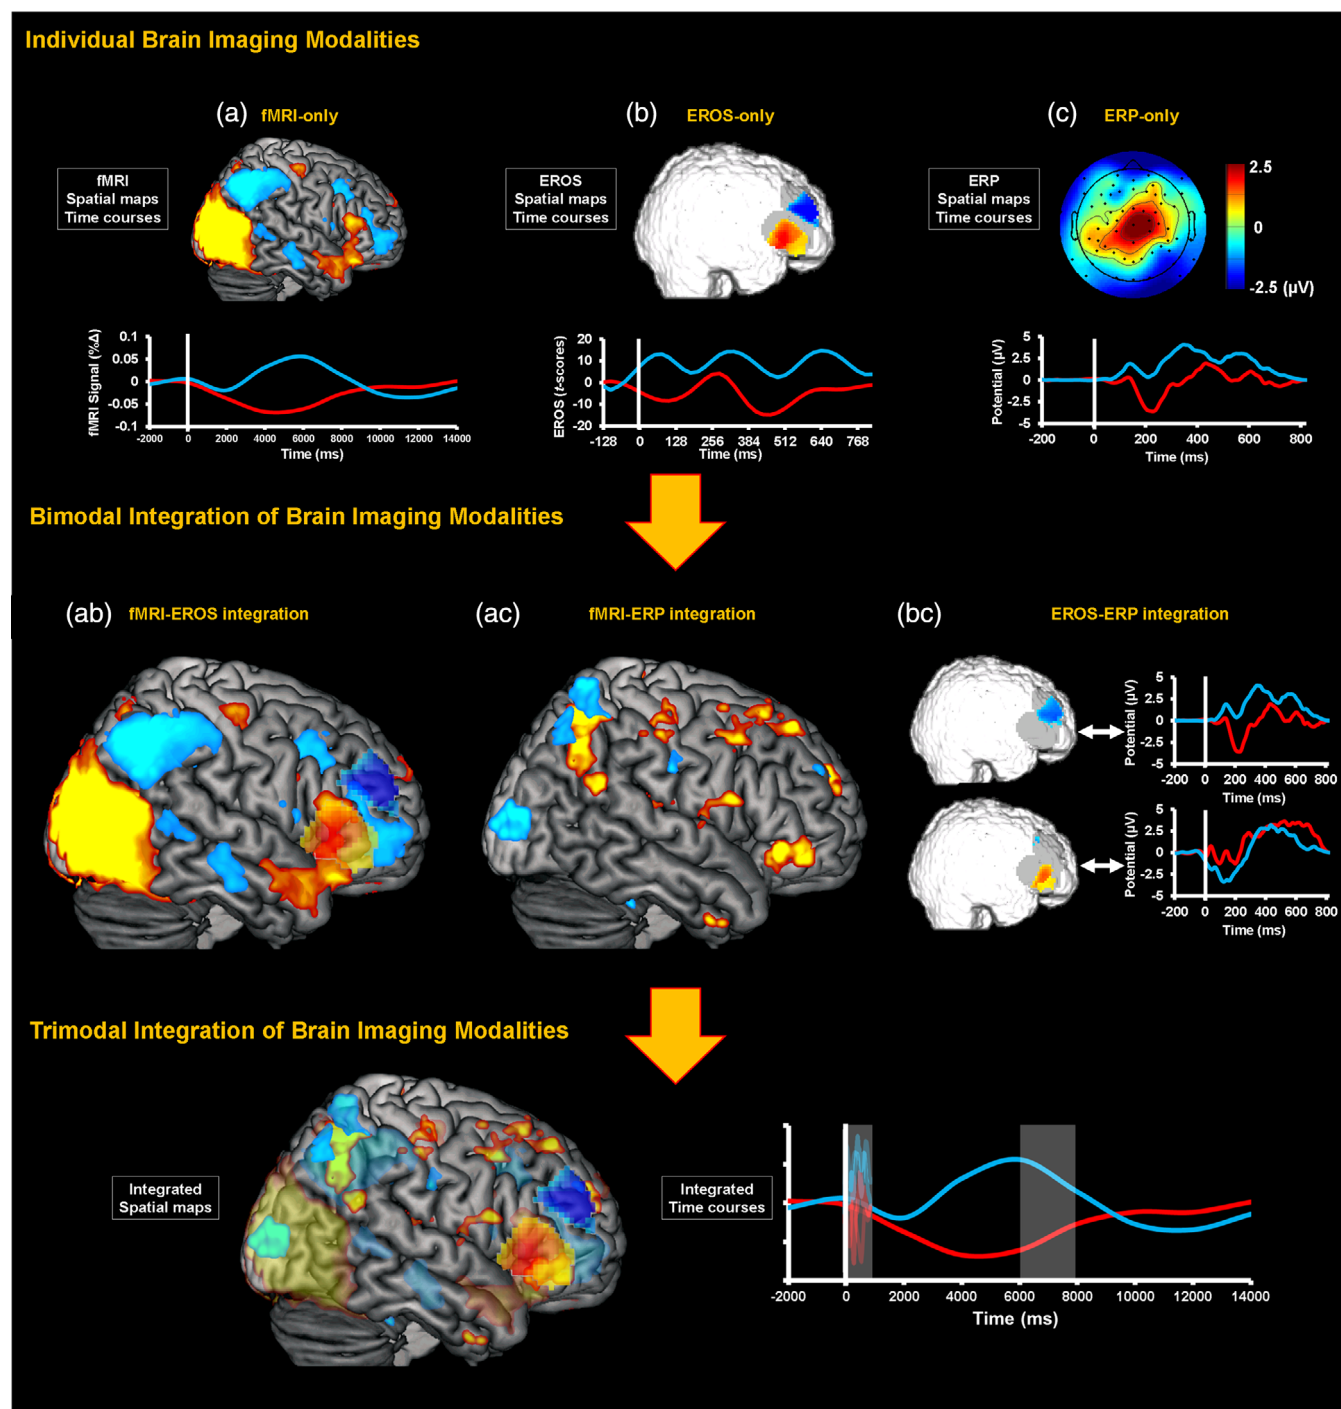 Individual Brain Imaging Modalities
(a) fMRI-only
(b) EROS-only
(c) ERP-only
fMRI
Spatial maps
Time courses
EROS
Spatial maps
Time courses
ERP
Spatial maps
Time courses
2.5
0
-2.5 (µV)
fMRI Signal (%Δ)
0.1
0.05
0
-0.05
-0.1
-2000 0 2000 4000 6000 8000 10000 12000 14000
Time (ms)
EROS (t-scores)
20
10
0
-10
-20
-128 0 128 256 384 512 640 768
Time (ms)
Potential (µV)
5
2.5
0
-2.5
-5
-200 0 200 400 600 800
Time (ms)
Bimodal Integration of Brain Imaging Modalities
(ab) fMRI-EROS integration
(ac) fMRI-ERP integration
(bc) EROS-ERP integration
Potential (µV)
5
2.5
0
-2.5
-5
-200 0 200 400 600 800
Time (ms)
Potential (µV)
5
2.5
0
-2.5
-5
-200 0 200 400 600 800
Time (ms)
Trimodal Integration of Brain Imaging Modalities
Integrated
Spatial maps
Integrated
Time courses
-2000 0 2000 4000 6000 8000 10000 12000 14000
Time (ms)